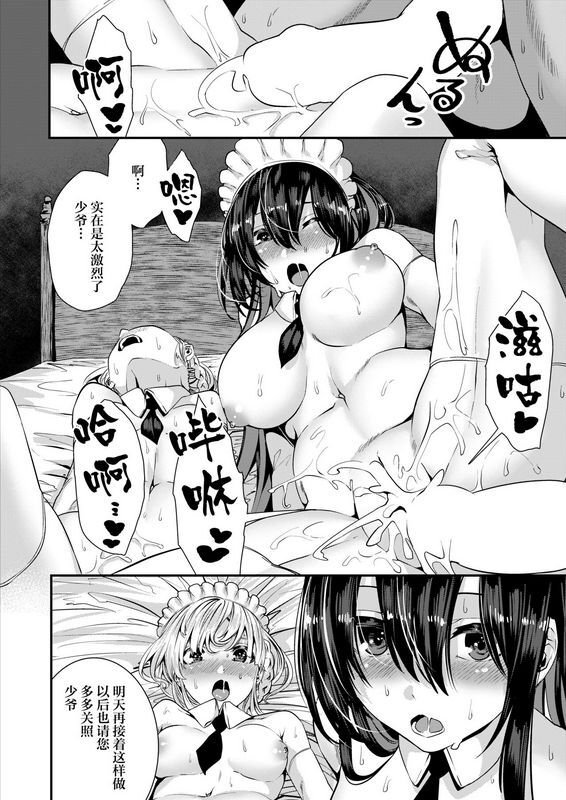 ぬるんっ
啊♥
嗯♥
啊…
实在是太激烈了
少爷…
滋咕♥
哔咻♥
哈啊…♥
明天再接着这样做
以后也请您
多多关照
少爷